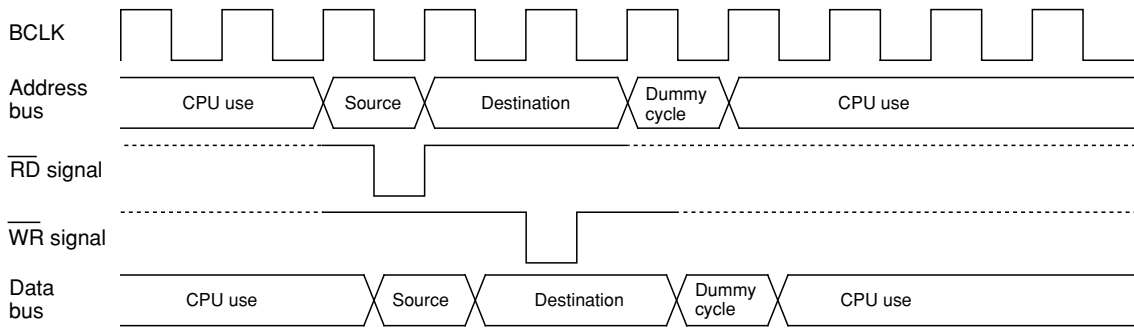 BCLK
Address
bus
CPU use
Source
Destination
Dummy
cycle
CPU use
RD signal
WR signal
Data
bus
CPU use
Source
Destination
Dummy
cycle
CPU use